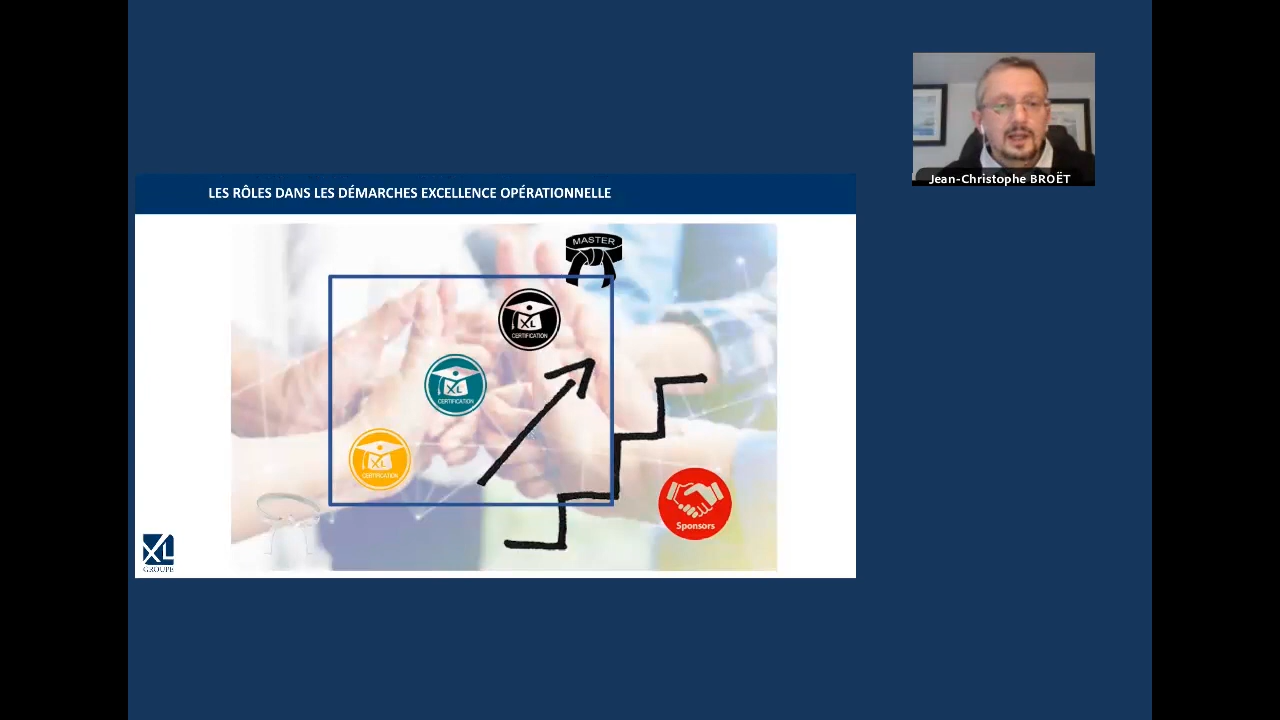 Jean-Christophe BROËT
LES RÔLES DANS LES DÉMARCHES EXCELLENCE OPÉRATIONNELLE
MASTER
XL
CERTIFICATION
XL
CERTIFICATION
XL
CERTIFICATION
Sponsors
XL
GROUPE